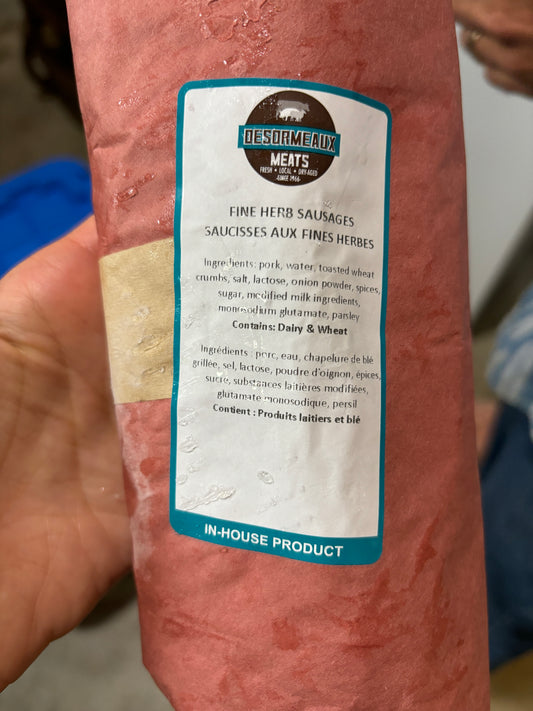 DESORMEAUX
MEATS
FRESH • LOCAL • DRY-AGED
-SINCE 1946-
FINE HERB SAUSAGES
SAUCISSES AUX FINES HERBES
Ingredients: pork, water, toasted wheat
crumbs, salt, lactose, onion powder, spices,
sugar, modified milk ingredients,
monosodium glutamate, parsley
Contains: Dairy & Wheat
Ingrédients : porc, eau, chapelure de blé
grillée, sel, lactose, poudre d'oignon, épices,
sucre, substances laitières modifiées,
glutamate monosodique, persil
Contient : Produits laitiers et blé
IN-HOUSE PRODUCT